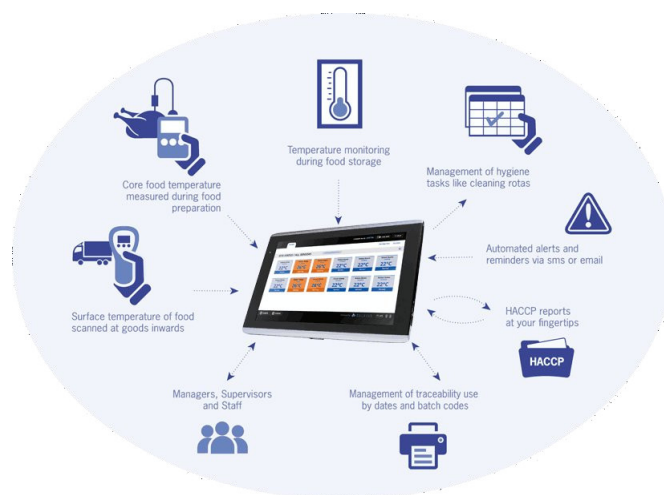 Temperature monitoring
during food storage
Core food temperature
measured during food
preparation
Management of hygiene
tasks like cleaning rotas
Automated alerts and
reminders via sms or email
Surface temperature of food
scanned at goods inwards
HACCP reports
at your fingertips
HACCP
Managers, Supervisors
and Staff
Management of traceability use
by dates and batch codes
22°C
22°C
22°C
22°C
22°C
22°C